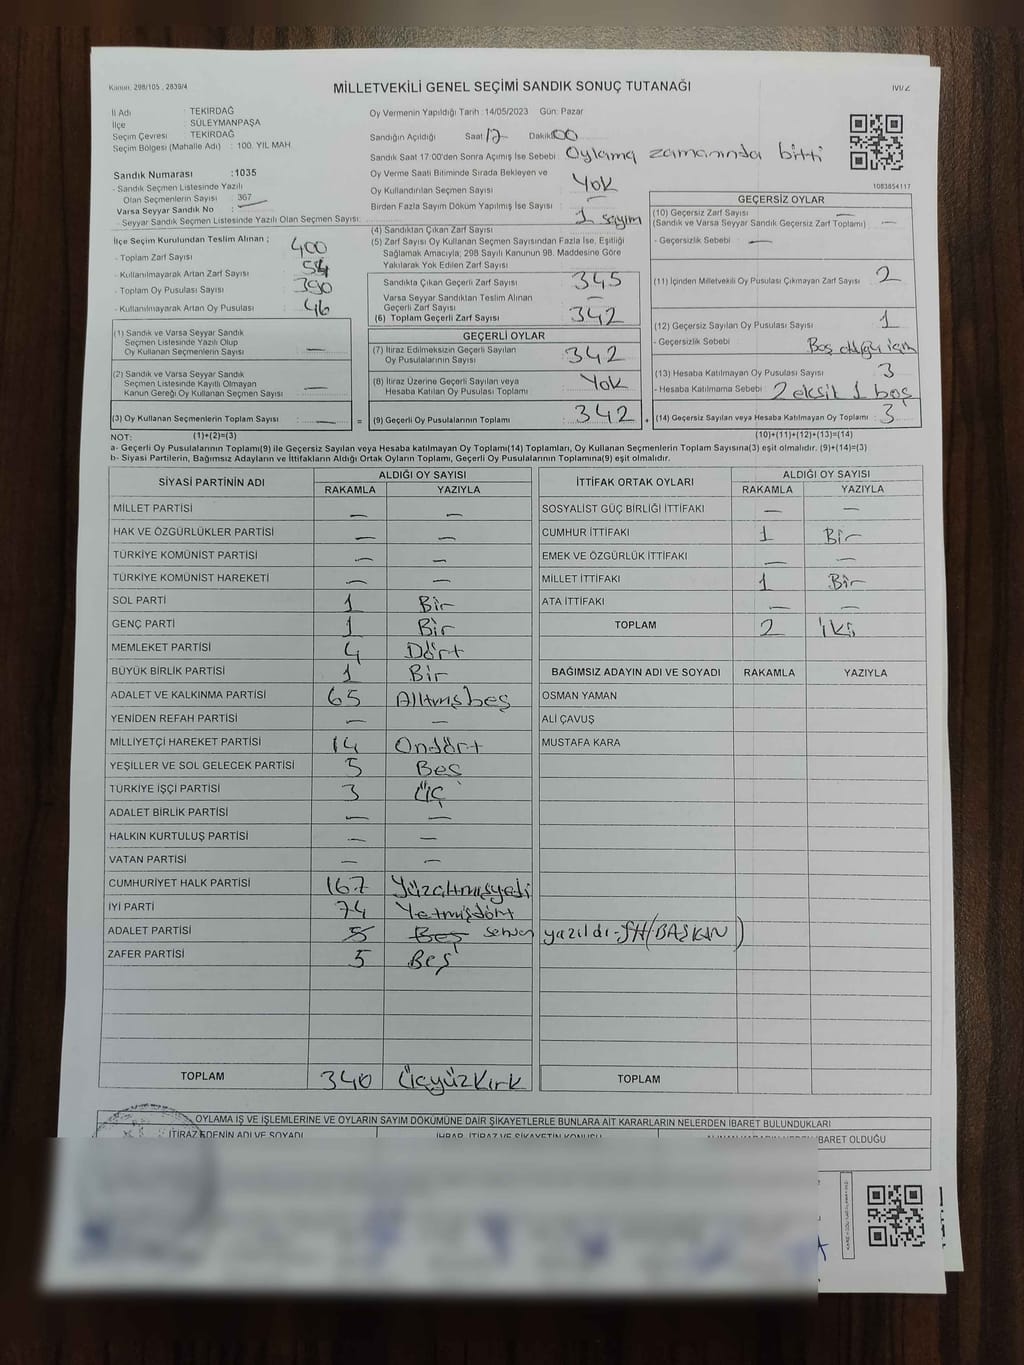 Kanun: 298/105 , 2839/4
MİLLETVEKİLİ GENEL SEÇİMİ SANDIK SONUÇ TUTANAĞI
İl Adı : TEKİRDAĞ
İlçe : SÜLEYMANPAŞA
Seçim Çevresi : TEKİRDAĞ
Seçim Bölgesi (Mahalle Adı) : 100. YIL MAH.
Sandık Numarası :1035
- Sandık Seçmen Listesinde Yazılı
Olan Seçmenlerin Sayısı : 367
Varsa Seyyar Sandık No : —
- Seyyar Sandık Seçmen Listesinde Yazılı Olan Seçmen Sayısı:
İlçe Seçim Kurulundan Teslim Alınan ;
- Toplam Zarf Sayısı : 400
- Kullanılmayarak Artan Zarf Sayısı : 54
- Toplam Oy Pusulası Sayısı : 390
- Kullanılmayarak Artan Oy Pusulası : 46
(1) Sandık ve Varsa Seyyar Sandık
Seçmen Listesinde Yazılı Olup
Oy Kullanan Seçmenlerin Sayısı : —
(2) Sandık ve Varsa Seyyar Sandık
Seçmen Listesinde Kayıtlı Olmayan
Kanun Gereği Oy Kullanan Seçmen Sayısı : —
(3) Oy Kullanan Seçmenlerin Toplam Sayısı : —
Oy Vermenin Yapıldığı Tarih :14/05/2023 Gün: Pazar
Sandığın Açıldığı Saat: 17 Dakika: 00
Sandık Saat 17:00'den Sonra Açılmış İse Sebebi : Oylama zamanında bitti
Oy Verme Saati Bitiminde Sırada Bekleyen ve
Oy Kullandırılan Seçmen Sayısı : Yok
Birden Fazla Sayım Döküm Yapılmış İse Sayısı : 1 sayım
(4) Sandıktan Çıkan Zarf Sayısı
(5) Zarf Sayısı Oy Kullanan Seçmen Sayısından Fazla İse, Eşitliği
Sağlamak Amacıyla; 298 Sayılı Kanunun 98. Maddesine Göre
Yakılarak Yok Edilen Zarf Sayısı :
Sandıkta Çıkan Geçerli Zarf Sayısı : 345
Varsa Seyyar Sandıktan Teslim Alınan
Geçerli Zarf Sayısı : —
(6) Toplam Geçerli Zarf Sayısı : 342
GEÇERLİ OYLAR
(7) İtiraz Edilmeksizin Geçerli Sayılan
Oy Pusulalarının Sayısı : 342
(8) İtiraz Üzerine Geçerli Sayılan veya
Hesaba Katılan Oy Pusulası Toplamı : Yok
= (9) Geçerli Oy Pusulalarının Toplamı : 342
1083854117
GEÇERSİZ OYLAR
(10) Geçersiz Zarf Sayısı : —
(Sandık ve Varsa Seyyar Sandık Geçersiz Zarf Toplamı) : —
- Geçersizlik Sebebi : —
(11) İçinden Milletvekili Oy Pusulası Çıkmayan Zarf Sayısı : 2
(12) Geçersiz Sayılan Oy Pusulası Sayısı : 1
- Geçersizlik Sebebi : Boş olduğu için
(13) Hesaba Katılmayan Oy Pusulası Sayısı : 3
- Hesaba Katılmama Sebebi : 2 eksik 1 boş
+ (14) Geçersiz Sayılan veya Hesaba Katılmayan Oy Toplamı : 3
NOT: (1)+(2)=(3) (10)+(11)+(12)+(13)=(14)
a- Geçerli Oy Pusulalarının Toplamı(9) ile Geçersiz Sayılan veya Hesaba katılmayan Oy Toplamı(14) Toplamları, Oy Kullanan Seçmenlerin Toplam Sayısına(3) eşit olmalıdır. (9)+(14)=(3)
b- Siyasi Partilerin, Bağımsız Adayların ve İttifakların Aldığı Ortak Oyların Toplamı, Geçerli Oy Pusulalarının Toplamına(9) eşit olmalıdır.
SİYASİ PARTİNİN ADI ALDIĞI OY SAYISI
RAKAMLA YAZIYLA
MİLLET PARTİSİ — —
HAK VE ÖZGÜRLÜKLER PARTİSİ — —
TÜRKİYE KOMÜNİST PARTİSİ — —
TÜRKİYE KOMÜNİST HAREKETİ — —
SOL PARTİ 1 Bir
GENÇ PARTİ 1 Bir
MEMLEKET PARTİSİ 4 Dört
BÜYÜK BİRLİK PARTİSİ 1 Bir
ADALET VE KALKINMA PARTİSİ 65 Altmışbeş
YENİDEN REFAH PARTİSİ — —
MİLLİYETÇİ HAREKET PARTİSİ 14 Ondört
YEŞİLLER VE SOL GELECEK PARTİSİ 5 Beş
TÜRKİYE İŞÇİ PARTİSİ 3 Üç
ADALET BİRLİK PARTİSİ — —
HALKIN KURTULUŞ PARTİSİ — —
VATAN PARTİSİ — —
CUMHURİYET HALK PARTİSİ 167 Yüzaltmışyedi
İYİ PARTİ 74 Yetmişdört
ADALET PARTİSİ 5 Beş sehven yazıldı-ŞH(BAŞKAN)
ZAFER PARTİSİ 5 Beş
TOPLAM 340 Üçyüzkırk
İTTİFAK ORTAK OYLARI ALDIĞI OY SAYISI
RAKAMLA YAZIYLA
SOSYALİST GÜÇ BİRLİĞİ İTTİFAKI — —
CUMHUR İTTİFAKI 1 Bir
EMEK VE ÖZGÜRLÜK İTTİFAKI — —
MİLLET İTTİFAKI 1 Bir
ATA İTTİFAKI — —
TOPLAM 2 İki
BAĞIMSIZ ADAYIN ADI VE SOYADI RAKAMLA YAZIYLA
OSMAN YAMAN
ALİ ÇAVUŞ
MUSTAFA KARA
TOPLAM
OYLAMA İŞ VE İŞLEMLERİNE VE OYLARIN SAYIM DÖKÜMÜNE DAİR ŞİKAYETLERLE BUNLARA AİT KARARLARIN NELERDEN İBARET BULUNDUKLARI
İTİRAZ EDENİN ADI VE SOYADI İHBAR, İTİRAZ VE ŞİKAYETİN KONUSU İBARET OLDUĞU